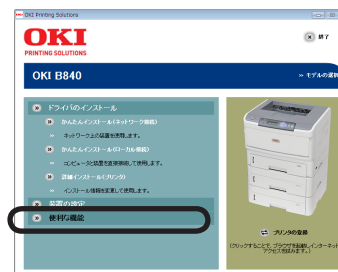 OKI Printing Solutions
OKI
終了
PRINTING SOLUTIONS
OKI B840
モデルの選択
ドライバのインストール
かんたんインストール(ネットワーク接続)
ネットワーク上の装置を使用します。
かんたんインストール(ローカル接続)
コンピュータと装置を直接接続して使用します。
詳細インストール(プリンタ)
インストール情報を変更して使用します。
装置の設定
便利な機能
プリンタの登録
(クリックすることで、ブラウザを起動しインターネット
アクセスを試みます。)